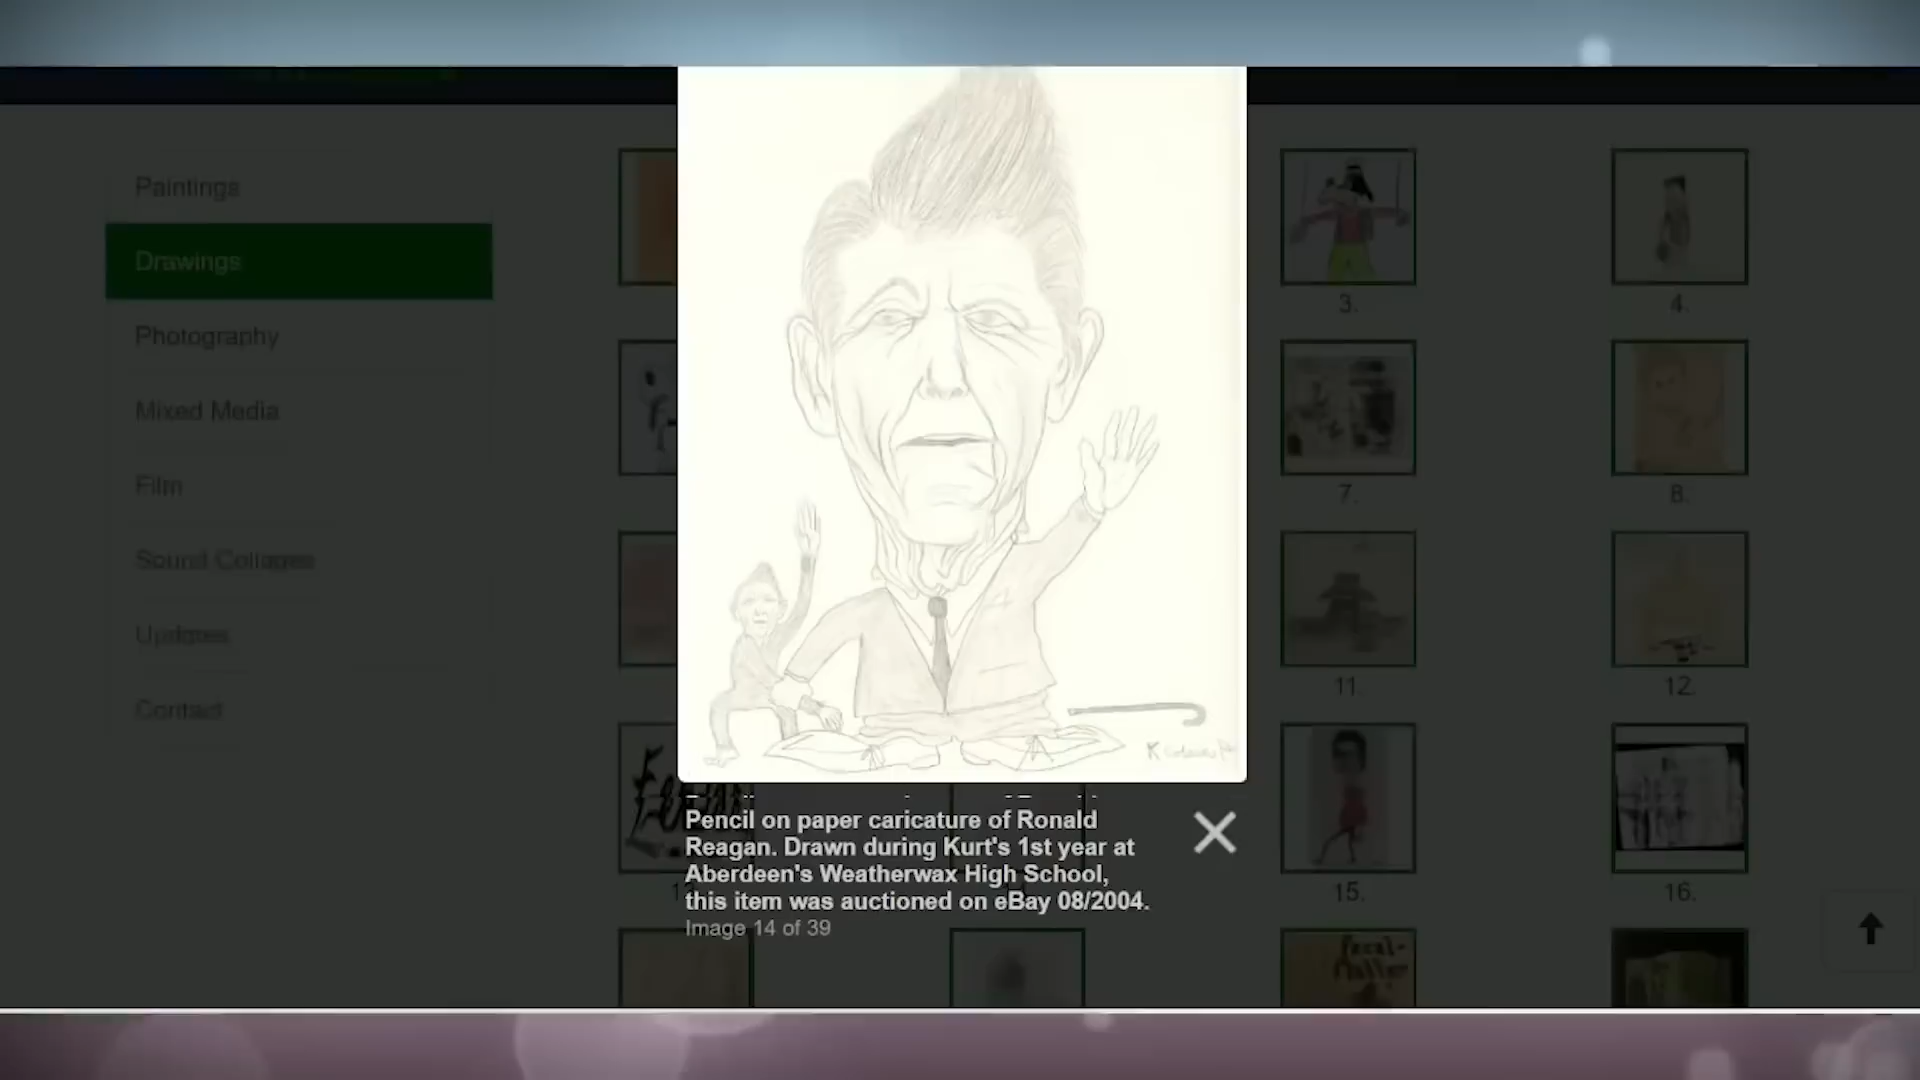 Paintings
Drawings
Photography
Mixed Media
Film
Sound Collages
Updates
Contact
3.
4.
7.
8.
11.
12.
15.
16.
Pencil on paper caricature of Ronald
Reagan. Drawn during Kurt's 1st year at
Aberdeen's Weatherwax High School,
this item was auctioned on eBay 08/2004.
Image 14 of 39